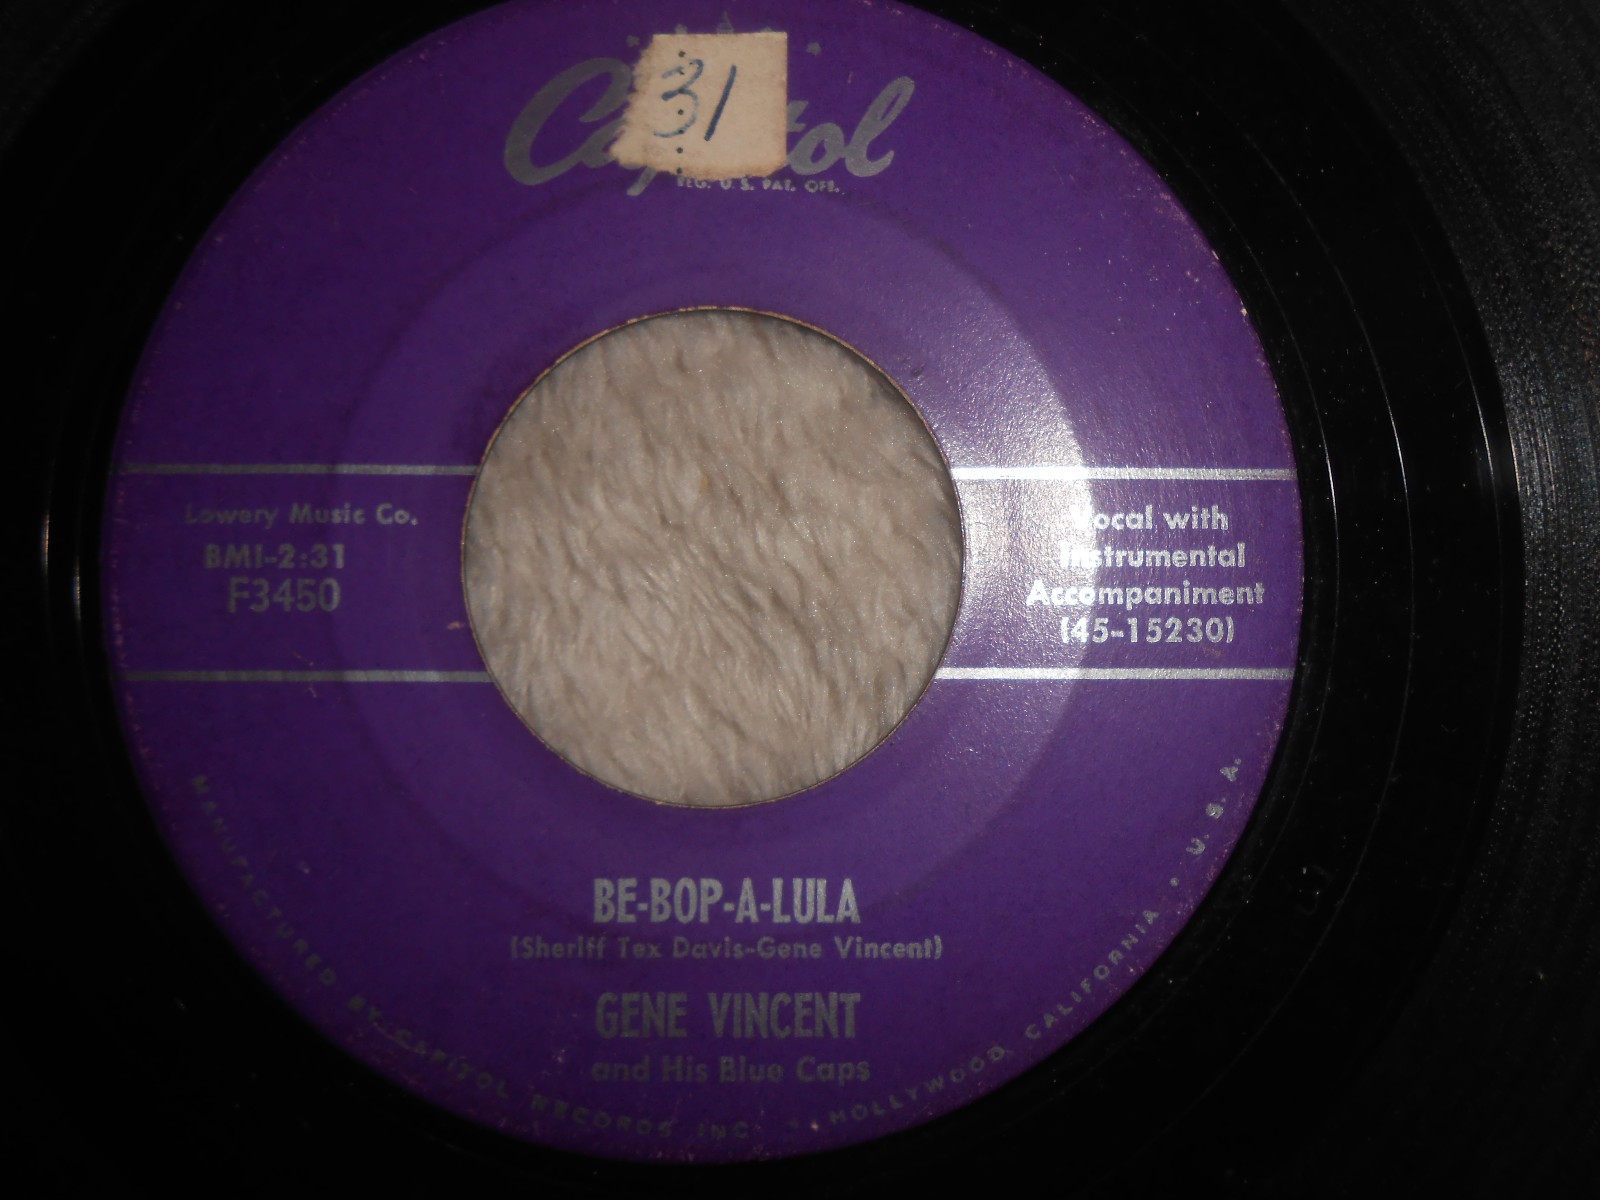 31
Capitol
REG. U. S. PAT. OFF.
Lowery Music Co.
BMI-2:31
F3450
Vocal with
Instrumental
Accompaniment
(45-15230)
BE-BOP-A-LULA
(Sheriff Tex Davis-Gene Vincent)
GENE VINCENT
and His Blue Caps
MANUFACTURED BY CAPITOL RECORDS INC. • HOLLYWOOD, CALIFORNIA • U. S. A.